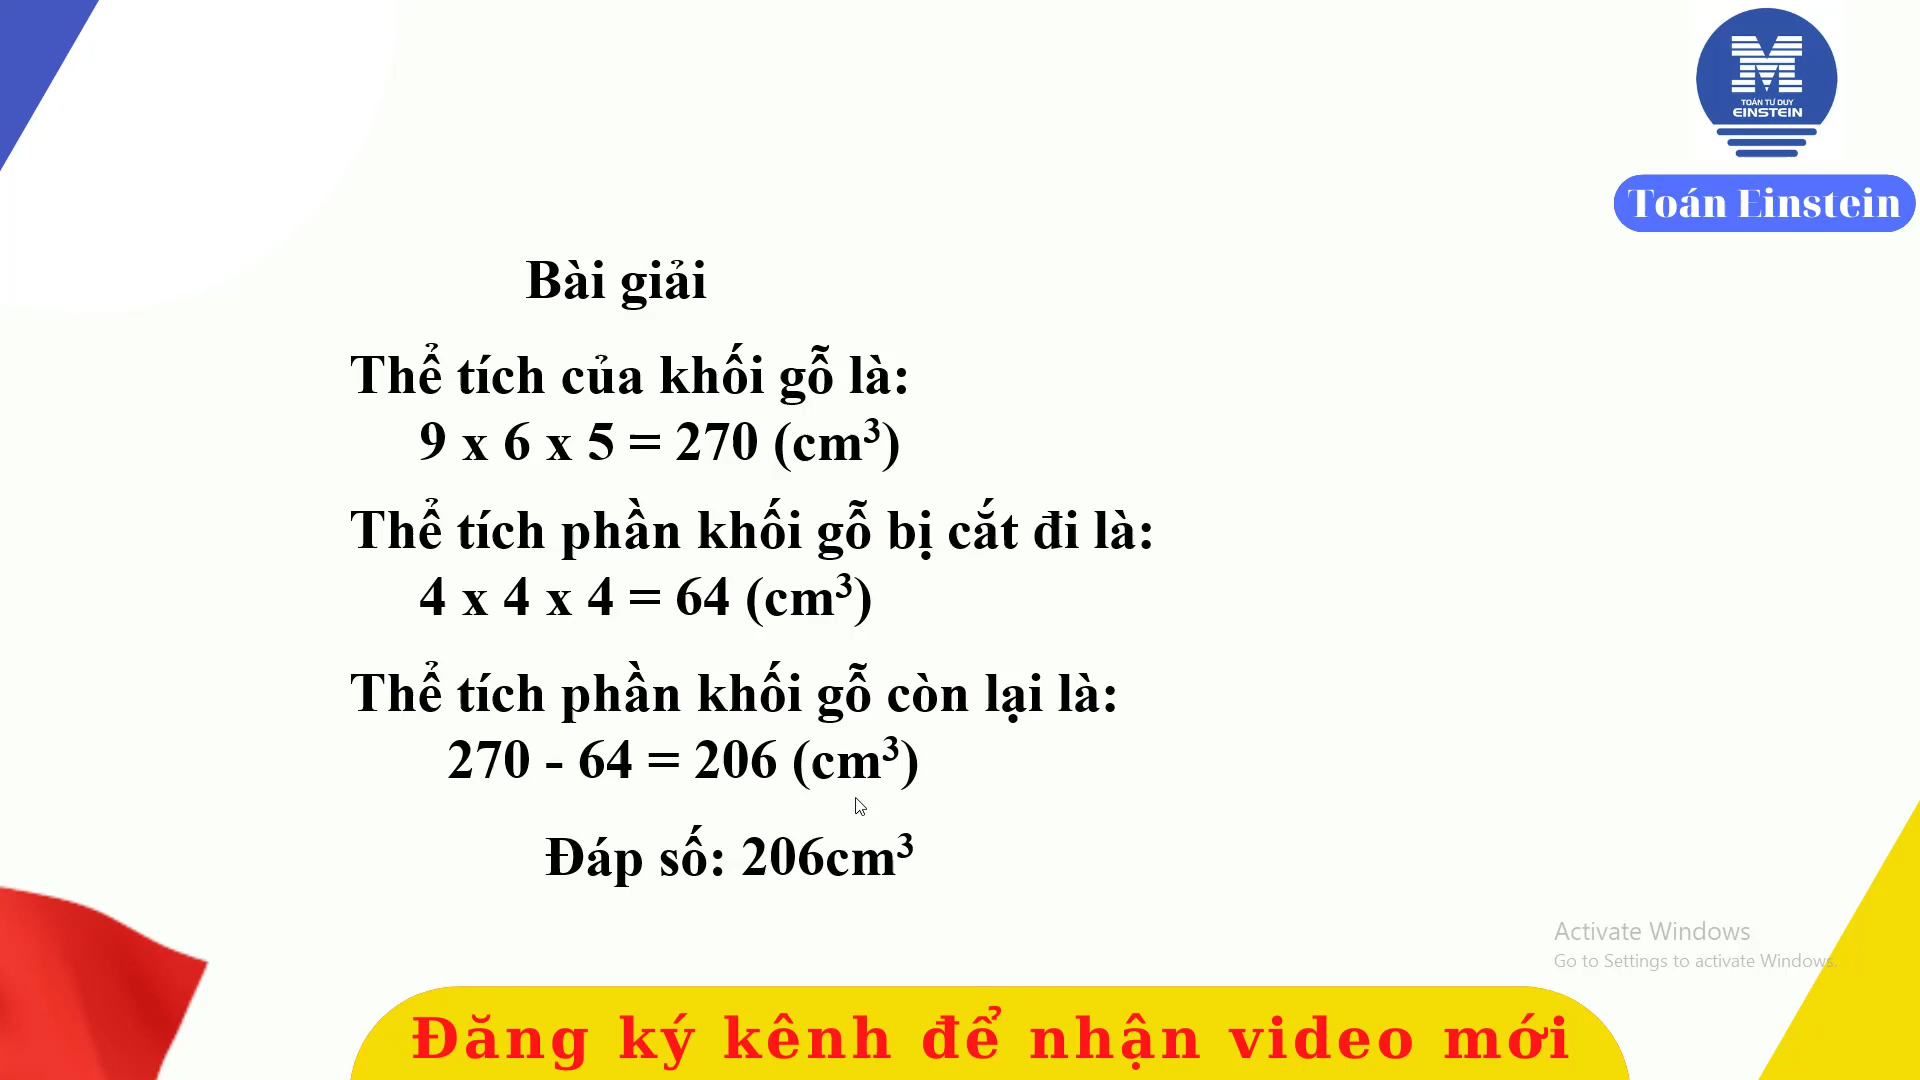 TOÁN TƯ DUY
EINSTEIN
Toán Einstein
Bài giải
Thể tích của khối gỗ là:
9 x 6 x 5 = 270 (cm³)
Thể tích phần khối gỗ bị cắt đi là:
4 x 4 x 4 = 64 (cm³)
Thể tích phần khối gỗ còn lại là:
270 - 64 = 206 (cm³)
Đáp số: 206cm³
Activate Windows
Go to Settings to activate Windows.
Đăng ký kênh để nhận video mới